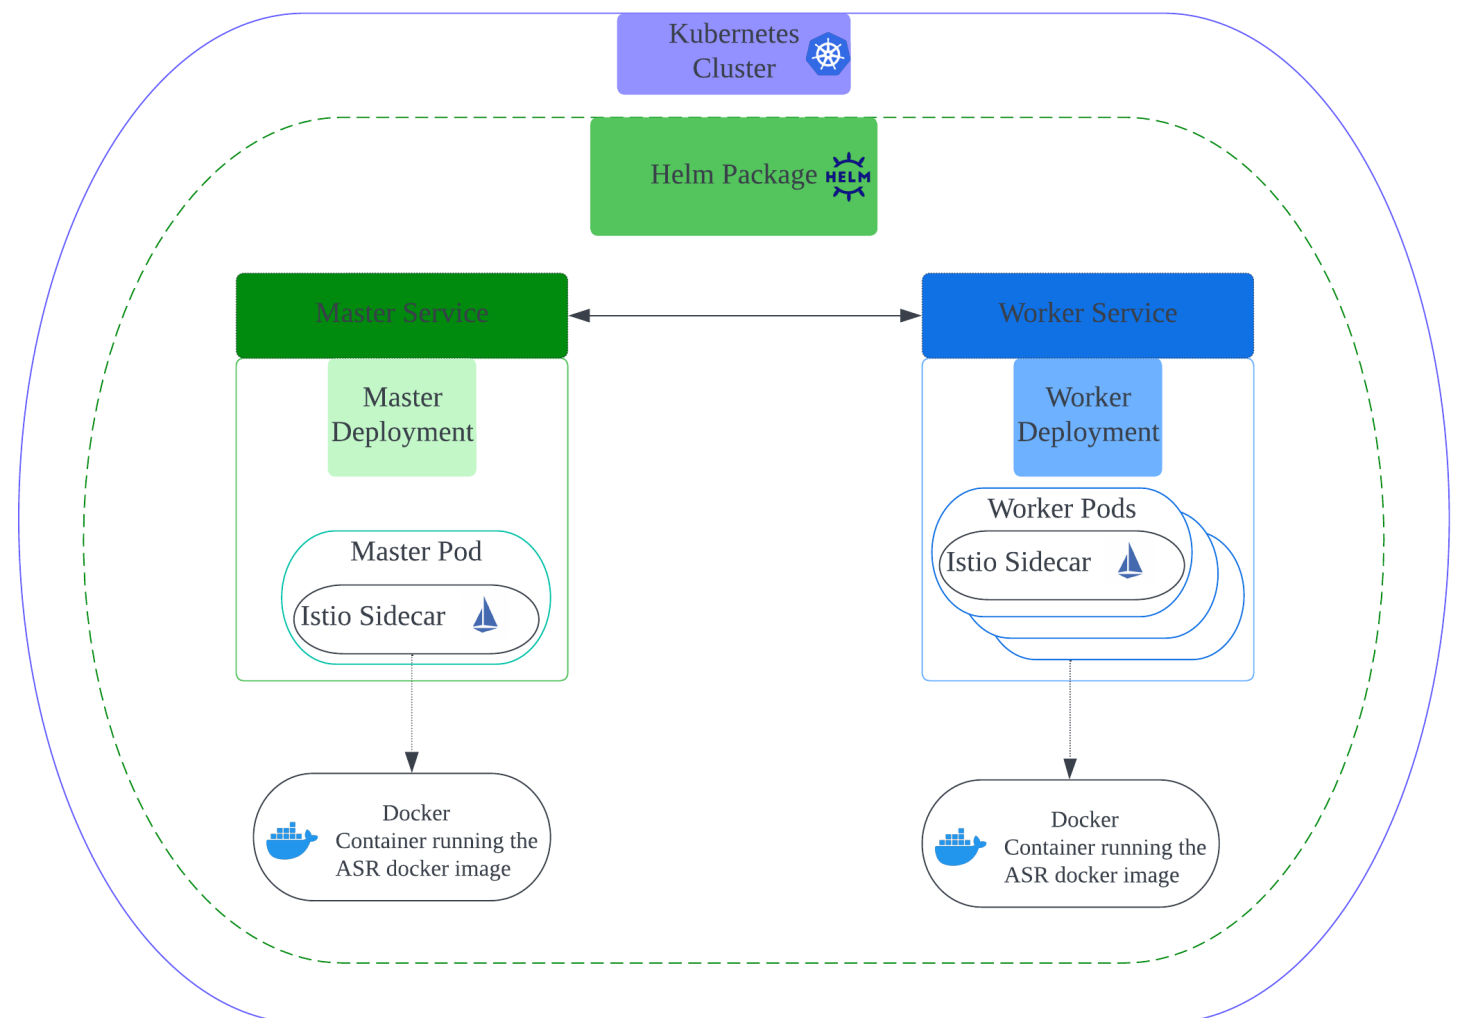 Kubernetes
Cluster
Helm Package
HELM
Master Service
Worker Service
Master
Deployment
Worker
Deployment
Master Pod
Istio Sidecar
Worker Pods
Istio Sidecar
Docker
Container running the
ASR docker image
Docker
Container running the
ASR docker image